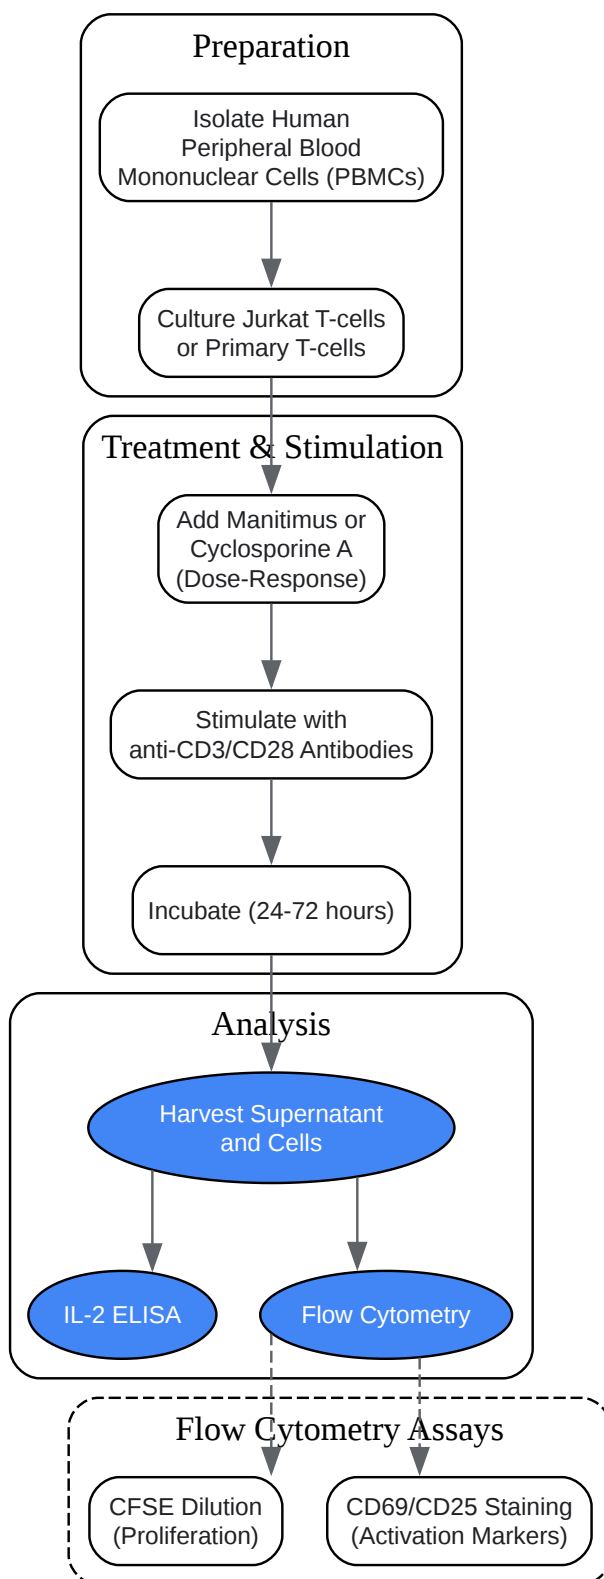 Preparation
Isolate Human
Peripheral Blood
Mononuclear Cells (PBMCs)
Culture Jurkat T-cells
or Primary T-cells
Treatment & Stimulation
Add Manitimus or
Cyclosporine A
(Dose-Response)
Stimulate with
anti-CD3/CD28 Antibodies
Incubate (24-72 hours)
Analysis
Harvest Supernatant
and Cells
IL-2 ELISA
Flow Cytometry
Flow Cytometry Assays
CFSE Dilution
(Proliferation)
CD69/CD25 Staining
(Activation Markers)